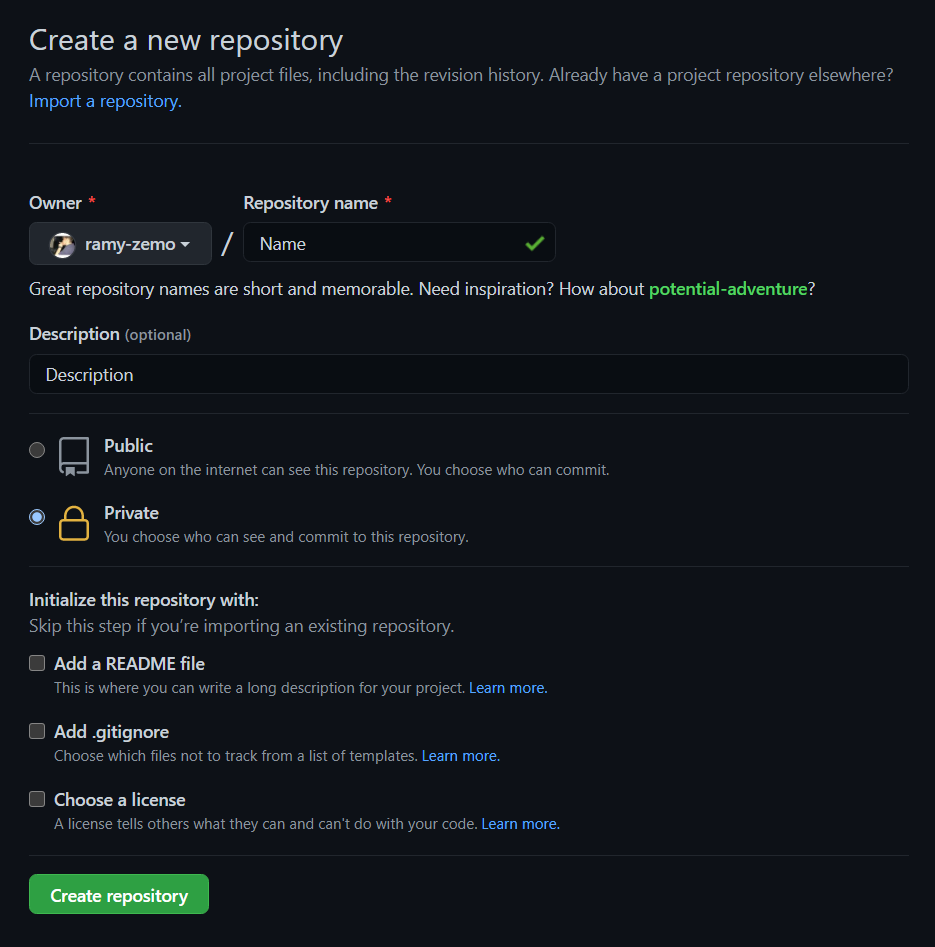 Create a new repository
A repository contains all project files, including the revision history. Already have a project repository elsewhere?
Import a repository.
Owner * Repository name *
ramy-zemo / Name
Great repository names are short and memorable. Need inspiration? How about potential-adventure?
Description (optional)
Description
Public
Anyone on the internet can see this repository. You choose who can commit.
Private
You choose who can see and commit to this repository.
Initialize this repository with:
Skip this step if you’re importing an existing repository.
Add a README file
This is where you can write a long description for your project. Learn more.
Add .gitignore
Choose which files not to track from a list of templates. Learn more.
Choose a license
A license tells others what they can and can't do with your code. Learn more.
Create repository